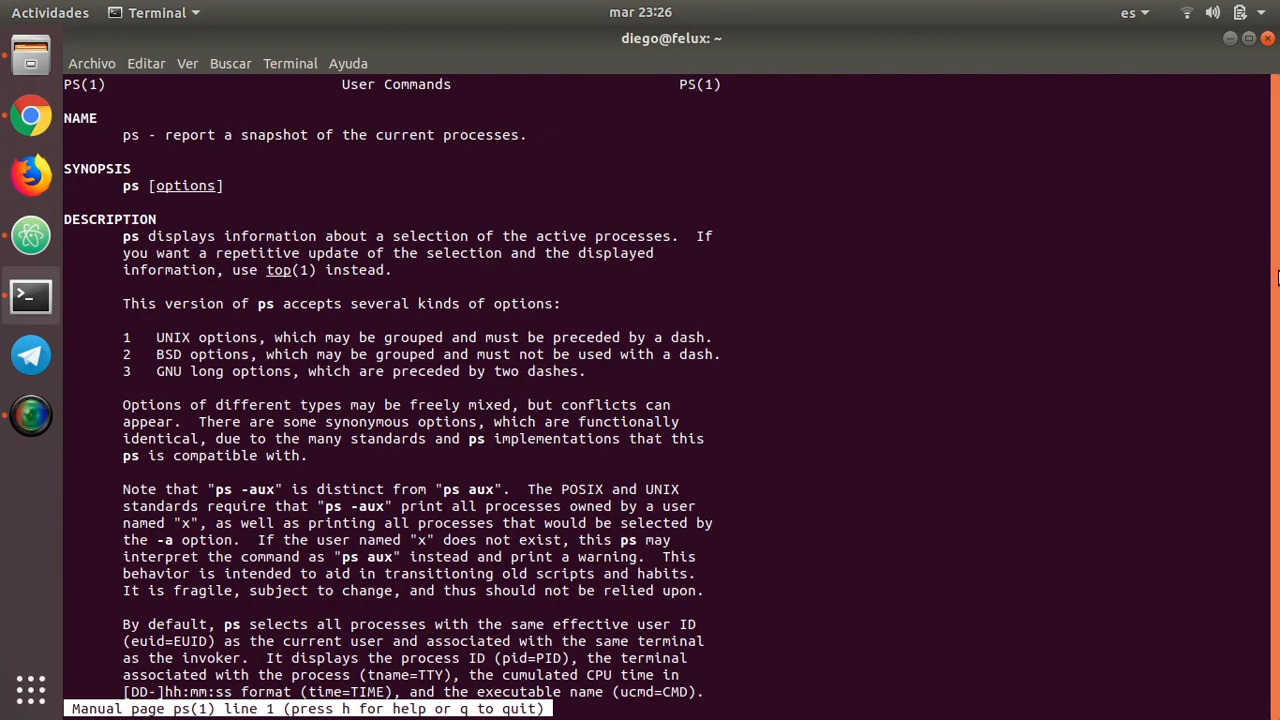 Actividades Terminal mar 23:26 es
diego@felux: ~
Archivo Editar Ver Buscar Terminal Ayuda
PS(1) User Commands PS(1)
NAME
ps - report a snapshot of the current processes.
SYNOPSIS
ps [options]
DESCRIPTION
ps displays information about a selection of the active processes. If
you want a repetitive update of the selection and the displayed
information, use top(1) instead.
This version of ps accepts several kinds of options:
1 UNIX options, which may be grouped and must be preceded by a dash.
2 BSD options, which may be grouped and must not be used with a dash.
3 GNU long options, which are preceded by two dashes.
Options of different types may be freely mixed, but conflicts can
appear. There are some synonymous options, which are functionally
identical, due to the many standards and ps implementations that this
ps is compatible with.
Note that "ps -aux" is distinct from "ps aux". The POSIX and UNIX
standards require that "ps -aux" print all processes owned by a user
named "x", as well as printing all processes that would be selected by
the -a option. If the user named "x" does not exist, this ps may
interpret the command as "ps aux" instead and print a warning. This
behavior is intended to aid in transitioning old scripts and habits.
It is fragile, subject to change, and thus should not be relied upon.
By default, ps selects all processes with the same effective user ID
(euid=EUID) as the current user and associated with the same terminal
as the invoker. It displays the process ID (pid=PID), the terminal
associated with the process (tname=TTY), the cumulated CPU time in
[DD-]hh:mm:ss format (time=TIME), and the executable name (ucmd=CMD).
Manual page ps(1) line 1 (press h for help or q to quit)